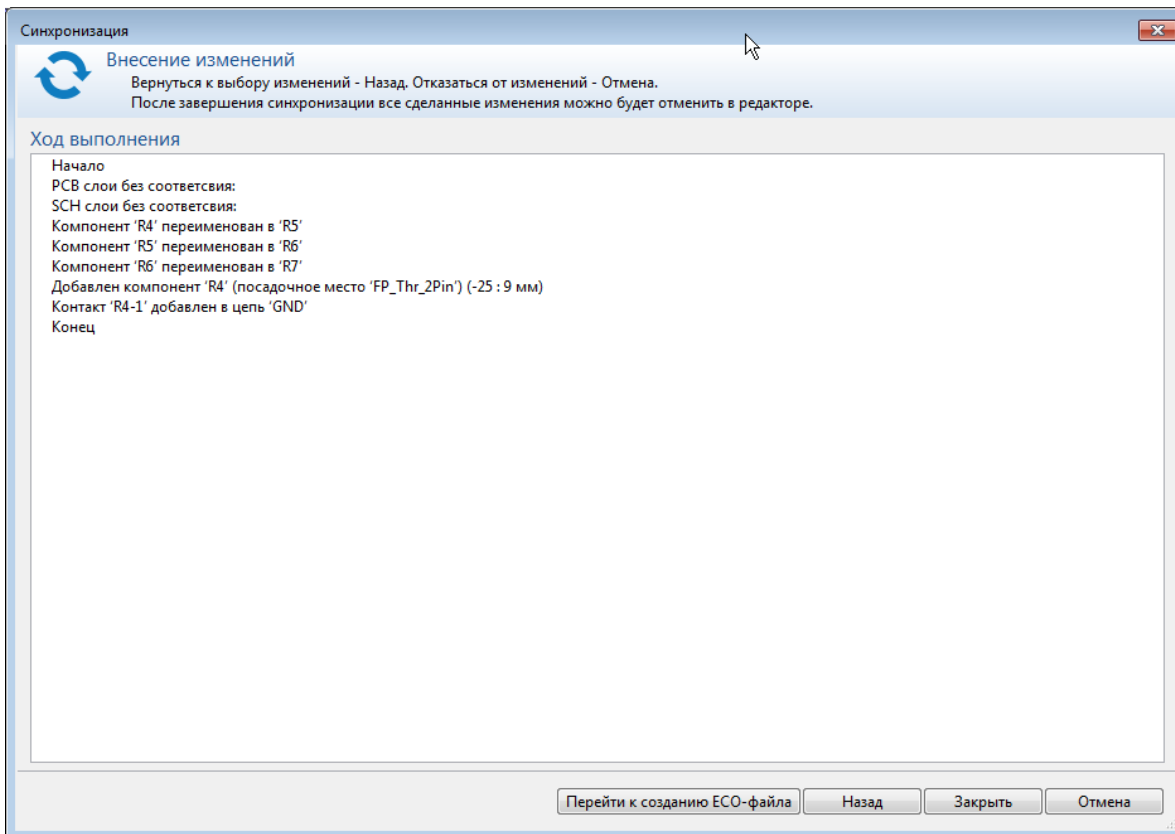 Синхронизация
Внесение изменений
Вернуться к выбору изменений - Назад. Отказаться от изменений - Отмена.
После завершения синхронизации все сделанные изменения можно будет отменить в редакторе.
Ход выполнения
Начало
PCB слои без соответсвия:
SCH слои без соответсвия:
Компонент 'R4' переименован в 'R5'
Компонент 'R5' переименован в 'R6'
Компонент 'R6' переименован в 'R7'
Добавлен компонент 'R4' (посадочное место 'FP_Thr_2Pin') (-25 : 9 мм)
Контакт 'R4-1' добавлен в цепь 'GND'
Конец
Перейти к созданию ECO-файла Назад Закрыть Отмена